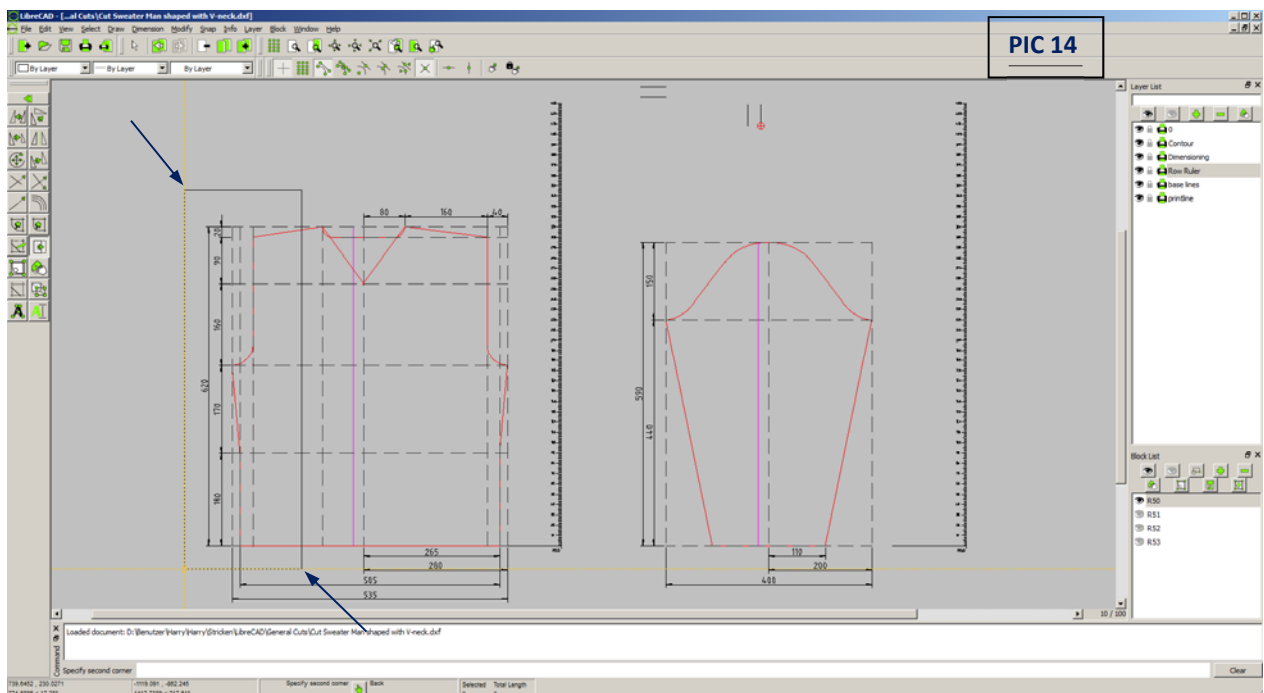 LibreCAD - [...al Cuts\Cut Sweater Man shaped with V-neck.dxf]
File Edit View Select Draw Dimension Modify Snap Info Layer Block Window Help
PIC 14
By Layer By Layer By Layer
Layer List
0
Contour
Dimensioning
Row Ruler
base lines
printline
80 160 40
20
90
160
620
170
180
265
280
505
535
150
590
440
110
200
400
Block List
R50
R51
R52
R53
10 / 100
Command
Loaded document: D:\Benutzer\Harry\Harry\Stricken\LibreCAD\General Cuts\Cut Sweater Man shaped with V-neck.dxf
Specify second corner
Clear
Specify second corner Back Selected Total Length